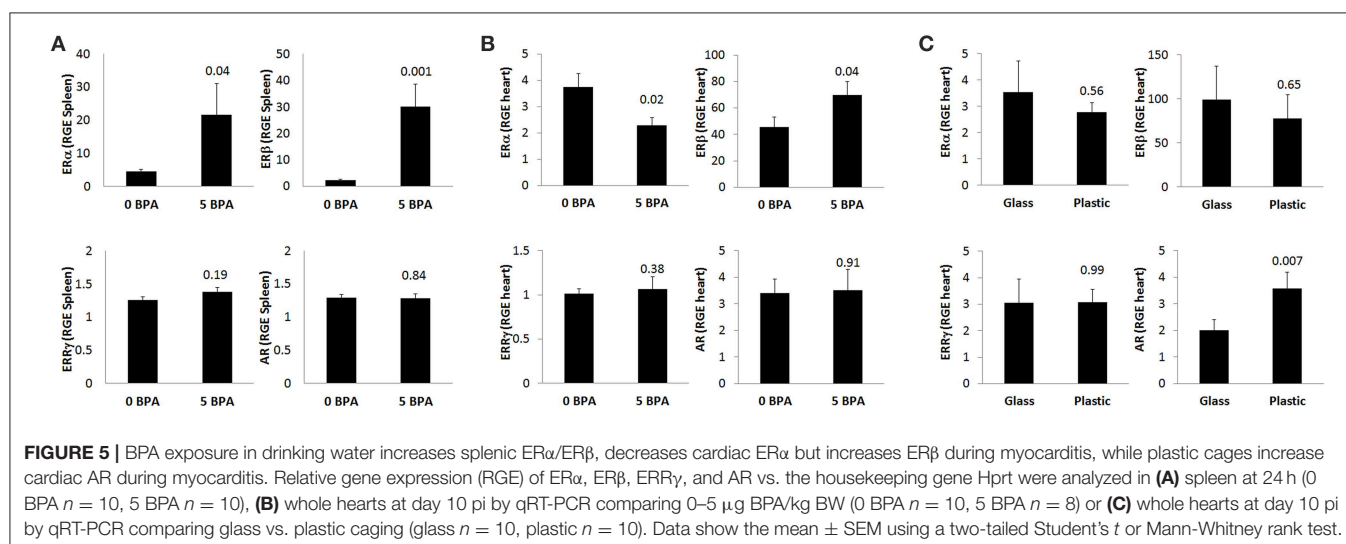 A
ERα (RGE Spleen)
40
30
20
10
0
0.04
0 BPA 5 BPA
ERβ (RGE Spleen)
50
40
30
20
10
0
0.001
0 BPA 5 BPA
ERRγ (RGE Spleen)
2
1.5
1
0.5
0
0.19
0 BPA 5 BPA
AR (RGE Spleen)
2
1.5
1
0.5
0
0.84
0 BPA 5 BPA
B
ERα (RGE heart)
5
4
3
2
1
0
0.02
0 BPA 5 BPA
ERβ (RGE heart)
100
80
60
40
20
0
0.04
0 BPA 5 BPA
ERRγ (RGE heart)
1.5
1
0.5
0
0.38
0 BPA 5 BPA
AR (RGE heart)
5
4
3
2
1
0
0.91
0 BPA 5 BPA
C
ERα (RGE heart)
5
4
3
2
1
0
0.56
Glass Plastic
ERβ (RGE heart)
150
100
50
0
0.65
Glass Plastic
ERRγ (RGE heart)
5
4
3
2
1
0
0.99
Glass Plastic
AR (RGE heart)
5
4
3
2
1
0
0.007
Glass Plastic
FIGURE 5 | BPA exposure in drinking water increases splenic ERα/ERβ, decreases cardiac ERα but increases ERβ during myocarditis, while plastic cages increase
cardiac AR during myocarditis. Relative gene expression (RGE) of ERα, ERβ, ERRγ, and AR vs. the housekeeping gene Hprt were analyzed in (A) spleen at 24 h (0
BPA n = 10, 5 BPA n = 10), (B) whole hearts at day 10 pi by qRT-PCR comparing 0–5 μg BPA/kg BW (0 BPA n = 10, 5 BPA n = 8) or (C) whole hearts at day 10 pi
by qRT-PCR comparing glass vs. plastic caging (glass n = 10, plastic n = 10). Data show the mean ± SEM using a two-tailed Student's t or Mann-Whitney rank test.